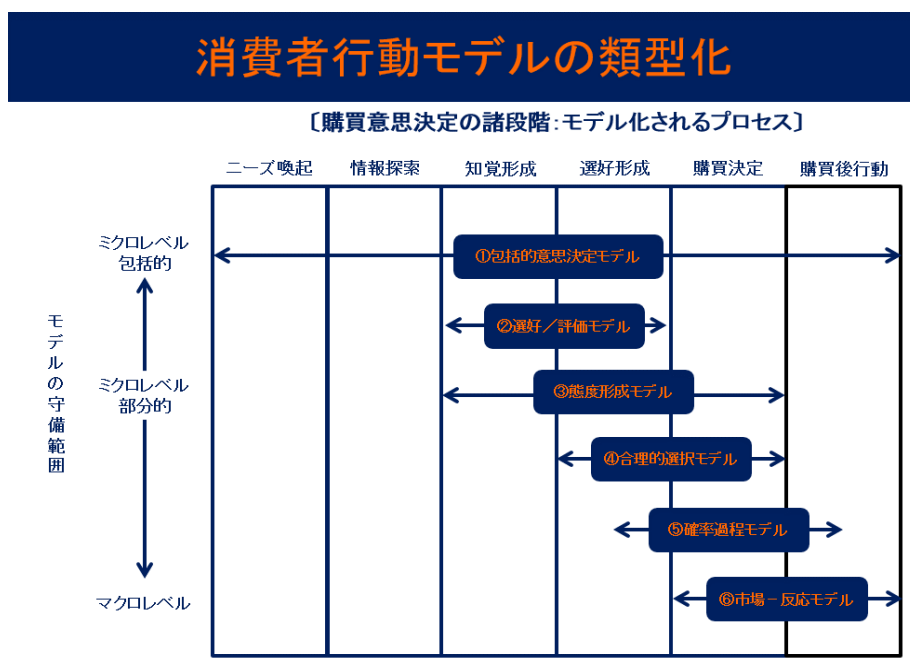 消費者行動モデルの類型化
〔購買意思決定の諸段階:モデル化されるプロセス〕
ニーズ喚起 情報探索 知覚形成 選好形成 購買決定 購買後行動
ミクロレベル
包括的
①包括的意思決定モデル
②選好／評価モデル
モデルの守備範囲
ミクロレベル
部分的
③態度形成モデル
④合理的選択モデル
⑤確率過程モデル
マクロレベル
⑥市場－反応モデル